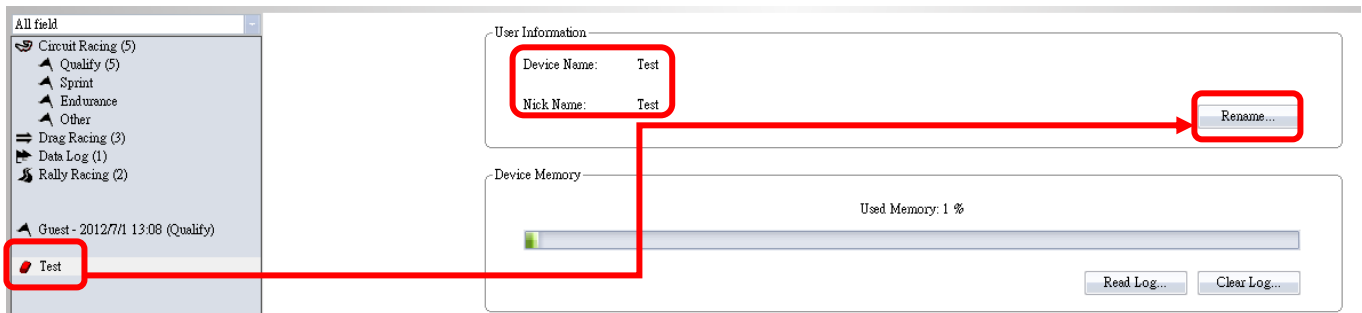 All field
Circuit Racing (5)
Qualify (5)
Sprint
Endurance
Other
Drag Racing (3)
Data Log (1)
Rally Racing (2)
Guest - 2012/7/1 13:08 (Qualify)
Test
User Information
Device Name: Test
Nick Name: Test
Rename...
Device Memory
Used Memory: 1 %
Read Log... Clear Log...